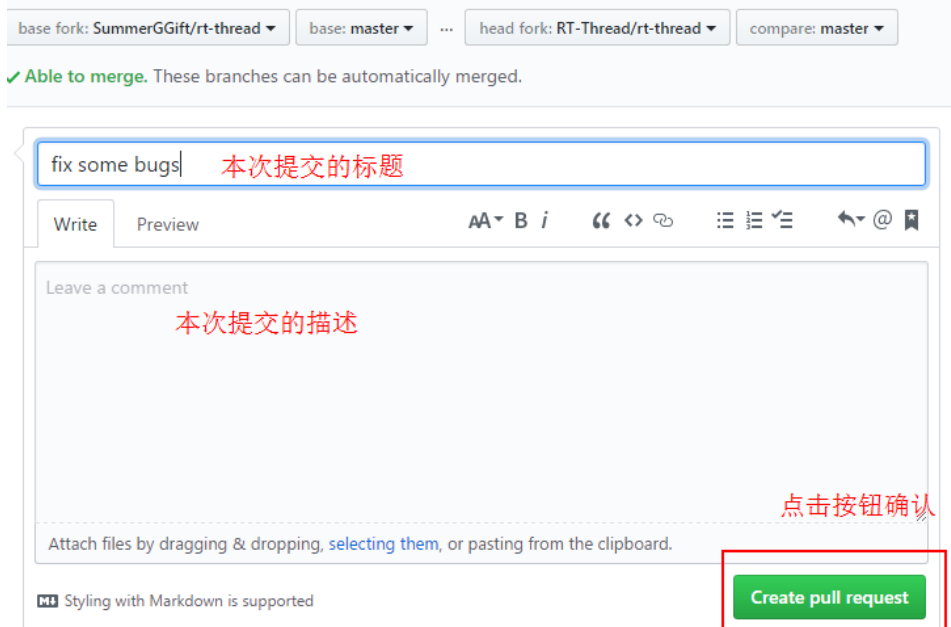 base fork: SummerGGift/rt-thread base: master ... head fork: RT-Thread/rt-thread compare: master
Able to merge. These branches can be automatically merged.
fix some bugs 本次提交的标题
Write Preview AA B i
Leave a comment
本次提交的描述
点击按钮确认
Attach files by dragging & dropping, selecting them, or pasting from the clipboard.
Styling with Markdown is supported Create pull request